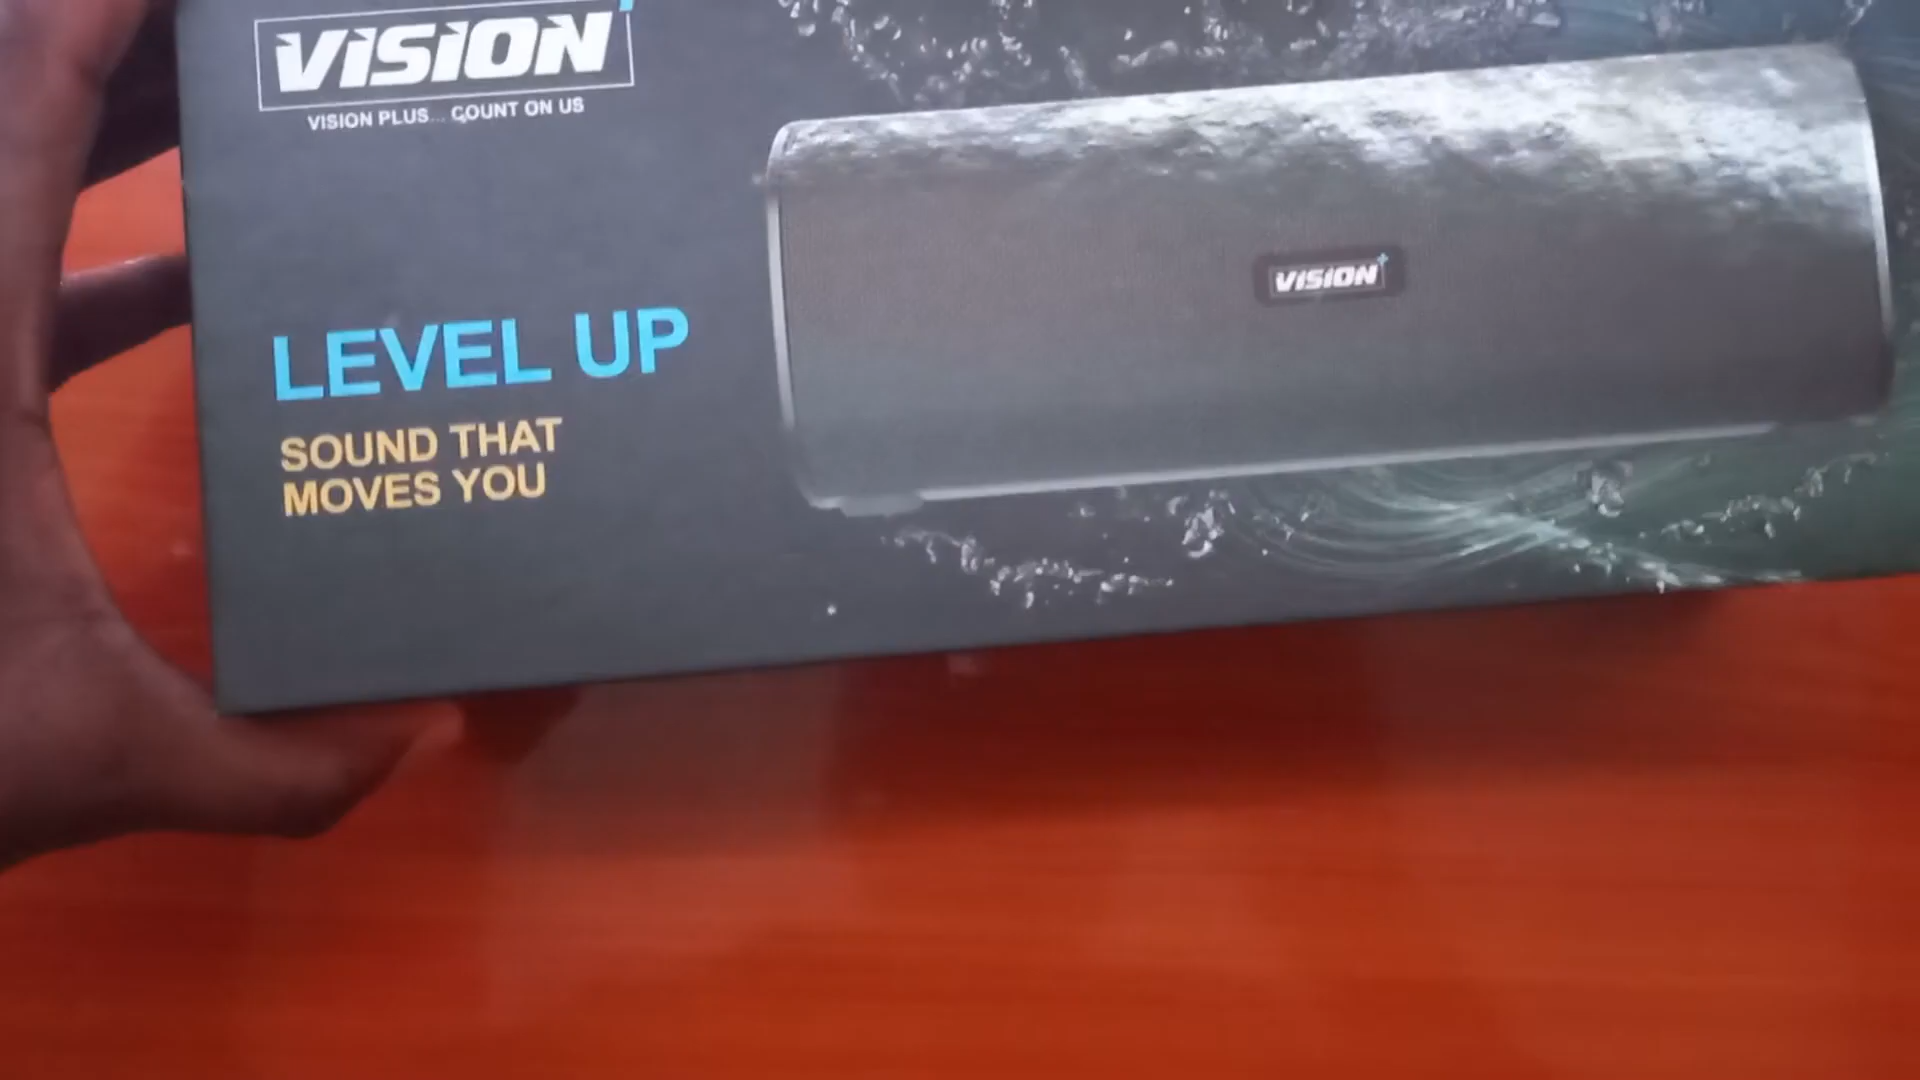 VISION
VISION PLUS... COUNT ON US
VISION+
LEVEL UP
SOUND THAT
MOVES YOU